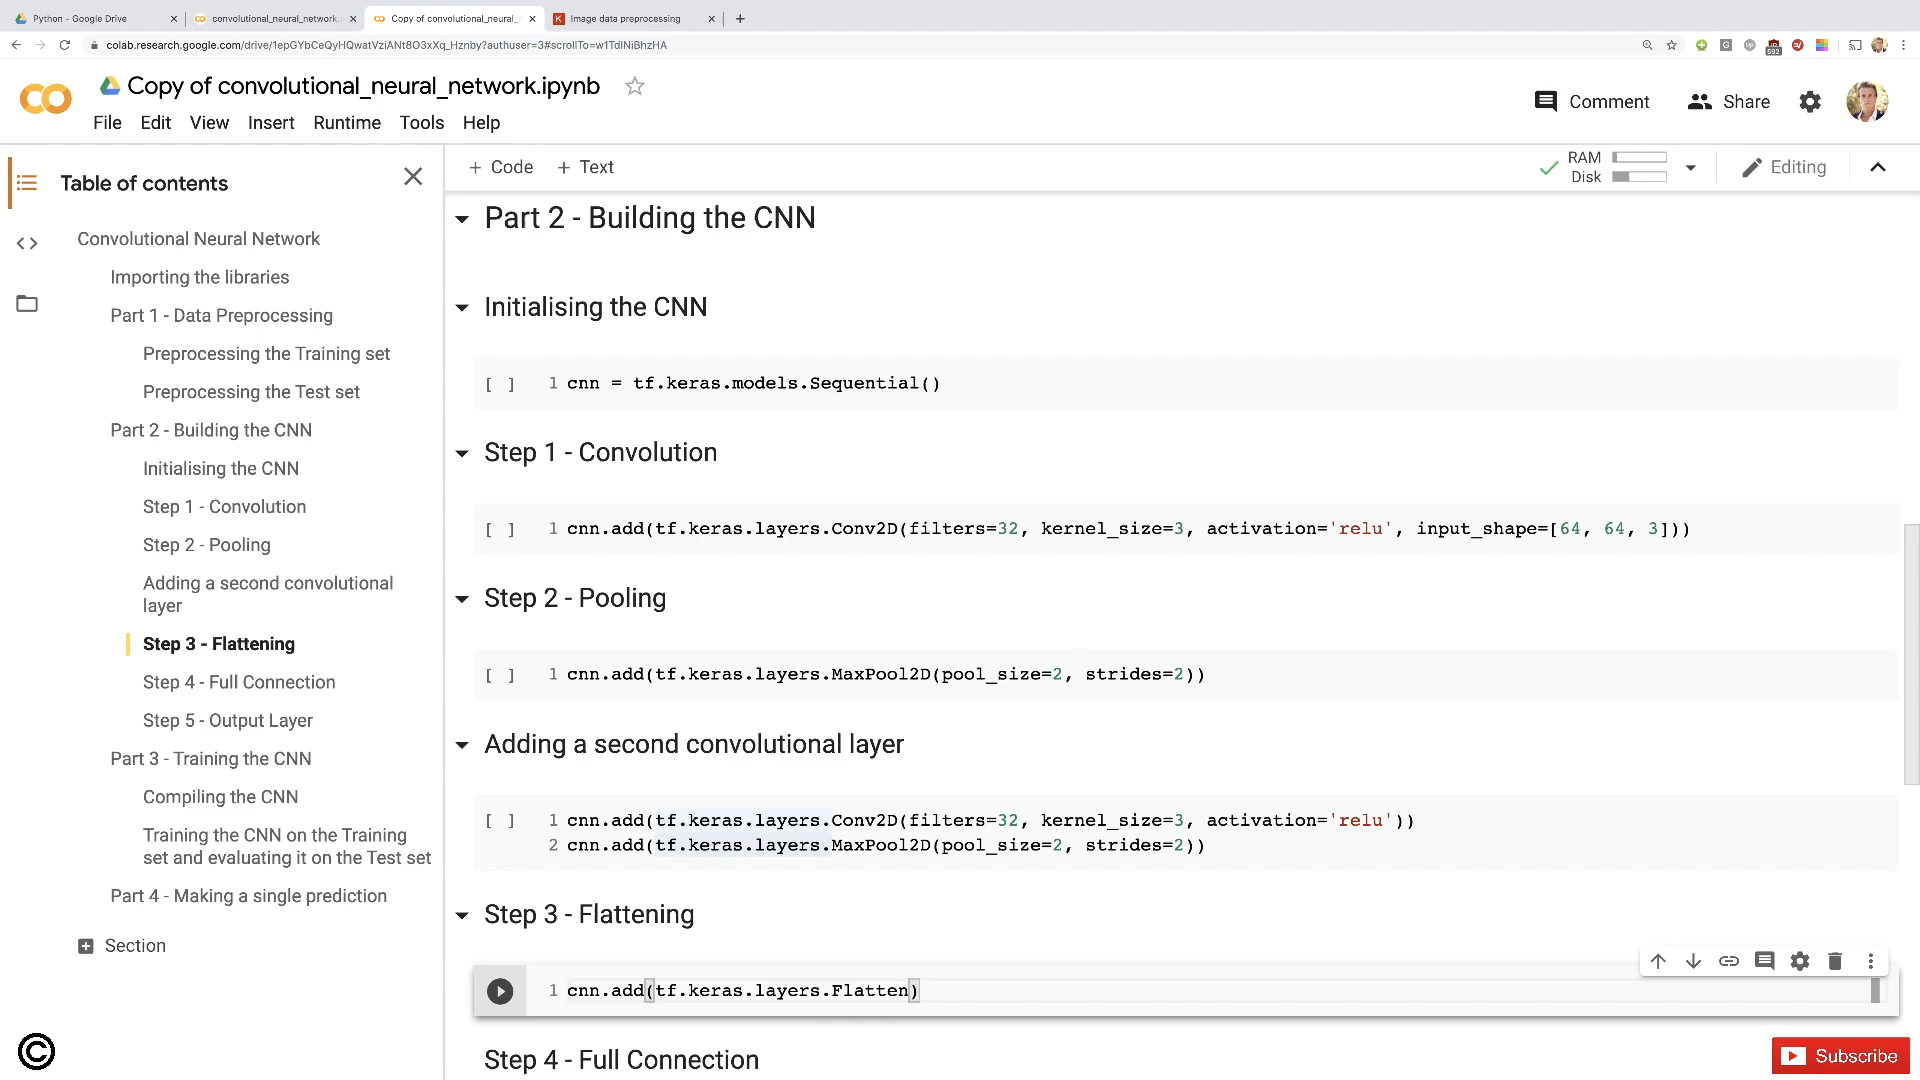 Python - Google Drive
convolutional_neural_network.
Copy of convolutional_neural_
Image data preprocessing
colab.research.google.com/drive/1epGYbCeQyHQwatVziANt8O3xXq_Hznby?authuser=3#scrollTo=w1TdlNiBhzHA
Copy of convolutional_neural_network.ipynb
Comment
Share
File Edit View Insert Runtime Tools Help
Table of contents
+ Code + Text
RAM
Disk
Editing
Convolutional Neural Network
Importing the libraries
Part 1 - Data Preprocessing
Preprocessing the Training set
Preprocessing the Test set
Part 2 - Building the CNN
Initialising the CNN
Step 1 - Convolution
Step 2 - Pooling
Adding a second convolutional
layer
Step 3 - Flattening
Step 4 - Full Connection
Step 5 - Output Layer
Part 3 - Training the CNN
Compiling the CNN
Training the CNN on the Training
set and evaluating it on the Test set
Part 4 - Making a single prediction
Section
Part 2 - Building the CNN
Initialising the CNN
[ ] 1 cnn = tf.keras.models.Sequential()
Step 1 - Convolution
[ ] 1 cnn.add(tf.keras.layers.Conv2D(filters=32, kernel_size=3, activation='relu', input_shape=[64, 64, 3]))
Step 2 - Pooling
[ ] 1 cnn.add(tf.keras.layers.MaxPool2D(pool_size=2, strides=2))
Adding a second convolutional layer
[ ] 1 cnn.add(tf.keras.layers.Conv2D(filters=32, kernel_size=3, activation='relu'))
2 cnn.add(tf.keras.layers.MaxPool2D(pool_size=2, strides=2))
Step 3 - Flattening
1 cnn.add(tf.keras.layers.Flatten)
Step 4 - Full Connection
Subscribe